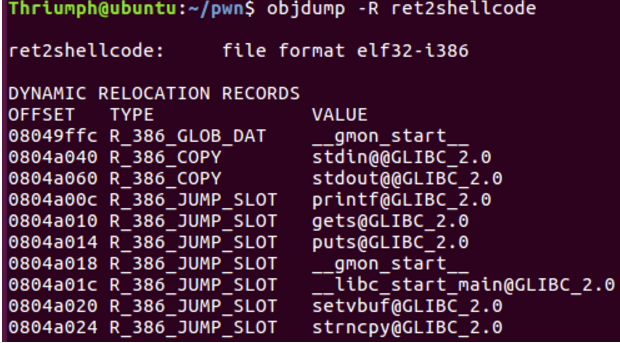 Thriumph@ubuntu:~/pwn$ objdump -R ret2shellcode
ret2shellcode:     file format elf32-i386
DYNAMIC RELOCATION RECORDS
OFFSET   TYPE              VALUE
08049ffc R_386_GLOB_DAT    __gmon_start__
0804a040 R_386_COPY        stdin@@GLIBC_2.0
0804a060 R_386_COPY        stdout@@GLIBC_2.0
0804a00c R_386_JUMP_SLOT   printf@GLIBC_2.0
0804a010 R_386_JUMP_SLOT   gets@GLIBC_2.0
0804a014 R_386_JUMP_SLOT   puts@GLIBC_2.0
0804a018 R_386_JUMP_SLOT   __gmon_start__
0804a01c R_386_JUMP_SLOT   __libc_start_main@GLIBC_2.0
0804a020 R_386_JUMP_SLOT   setvbuf@GLIBC_2.0
0804a024 R_386_JUMP_SLOT   strncpy@GLIBC_2.0